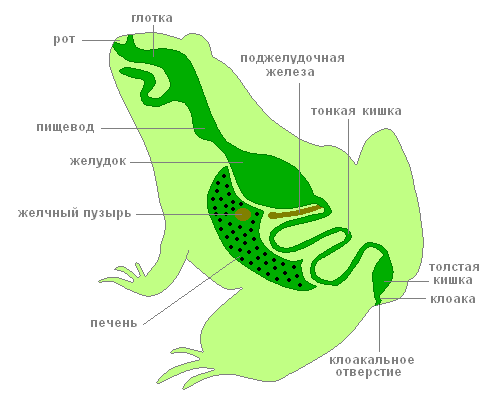 глотка
рот
поджелудочная
железа
тонкая кишка
пищевод
желудок
желчный пузырь
толстая
кишка
клоака
печень
клоакальное
отверстие